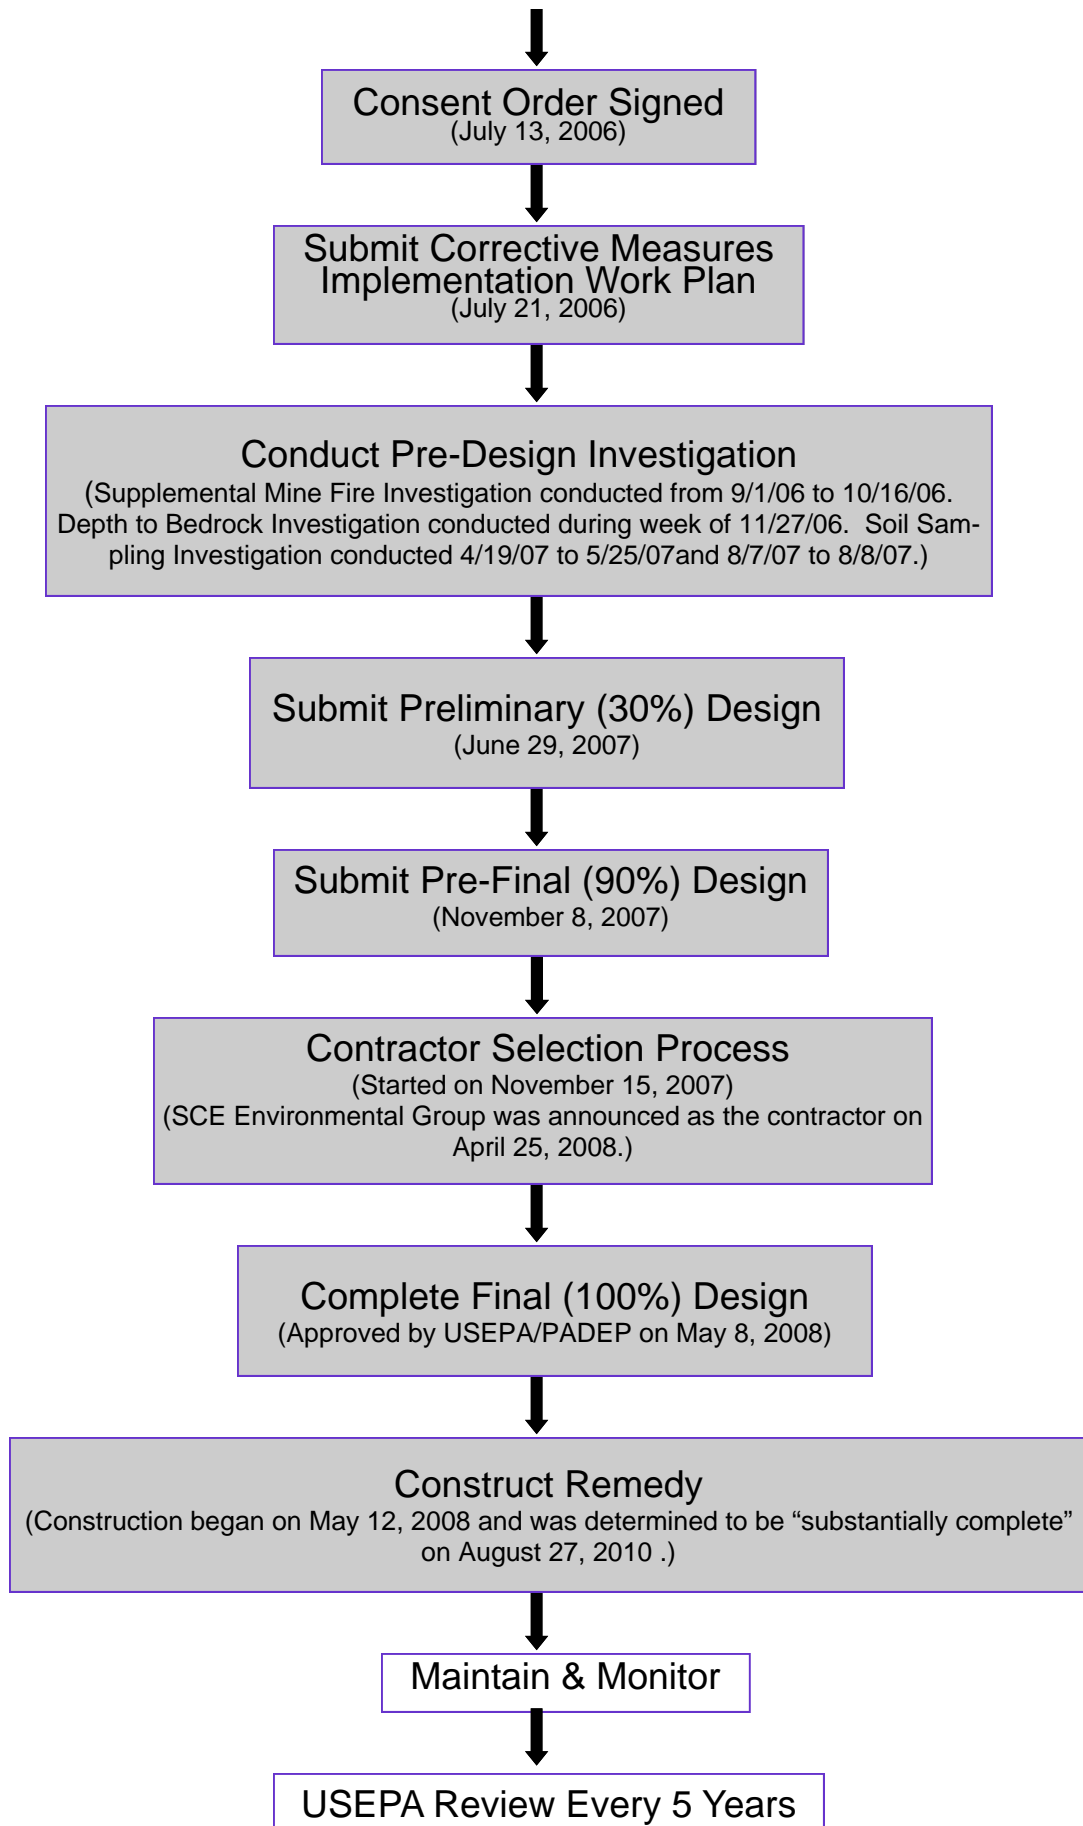 Consent Order Signed
(July 13, 2006)
Submit Corrective Measures
Implementation Work Plan
(July 21, 2006)
Conduct Pre-Design Investigation
(Supplemental Mine Fire Investigation conducted from 9/1/06 to 10/16/06.
Depth to Bedrock Investigation conducted during week of 11/27/06.  Soil Sam-
pling Investigation conducted 4/19/07 to 5/25/07and 8/7/07 to 8/8/07.)
Submit Preliminary (30%) Design
(June 29, 2007)
Submit Pre-Final (90%) Design
(November 8, 2007)
Contractor Selection Process
(Started on November 15, 2007)
(SCE Environmental Group was announced as the contractor on
April 25, 2008.)
Complete Final (100%) Design
(Approved by USEPA/PADEP on May 8, 2008)
Construct Remedy
(Construction began on May 12, 2008 and was determined to be “substantially complete”
on August 27, 2010 .)
Maintain & Monitor
USEPA Review Every 5 Years